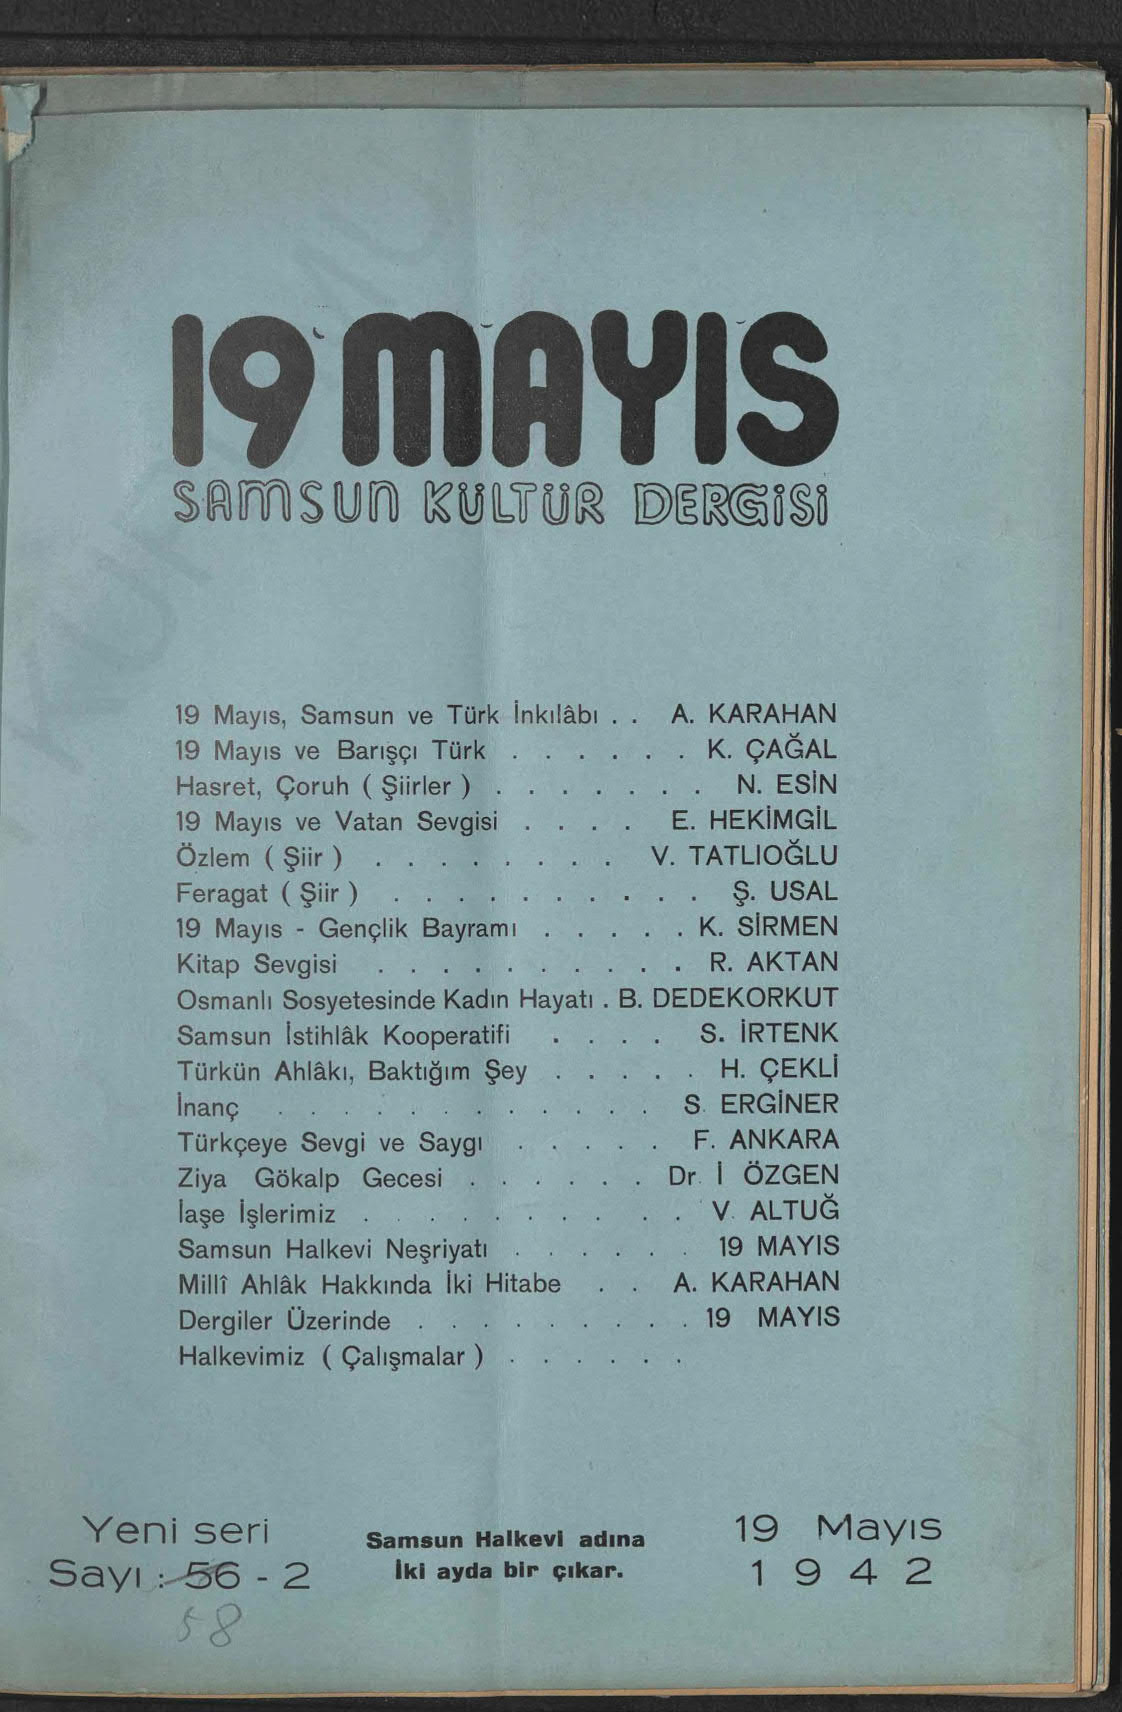 19 MAYIS
SAMSUN KÜLTÜR DERGİSİ
19 Mayıs, Samsun ve Türk İnkılâbı . . A. KARAHAN
19 Mayıs ve Barışçı Türk . . . . . . K. ÇAĞAL
Hasret, Çoruh ( Şiirler ) . . . . . . . N. ESİN
19 Mayıs ve Vatan Sevgisi . . . . E. HEKİMGİL
Özlem ( Şiir ) . . . . . . . . V. TATLIOĞLU
Feragat ( Şiir ) . . . . . . . . . . Ş. USAL
19 Mayıs - Gençlik Bayramı . . . . . K. SİRMEN
Kitap Sevgisi . . . . . . . . . . R. AKTAN
Osmanlı Sosyetesinde Kadın Hayatı . B. DEDEKORKUT
Samsun İstihlâk Kooperatifi . . . . S. İRTENK
Türkün Ahlâkı, Baktığım Şey . . . . . H. ÇEKLİ
İnanç . . . . . . . . . . . . S. ERGİNER
Türkçeye Sevgi ve Saygı . . . . . F. ANKARA
Ziya Gökalp Gecesi . . . . . . Dr. İ ÖZGEN
İaşe İşlerimiz . . . . . . . . . . V. ALTUĞ
Samsun Halkevi Neşriyatı . . . . . . 19 MAYIS
Millî Ahlâk Hakkında İki Hitabe . . A. KARAHAN
Dergiler Üzerinde . . . . . . . . . 19 MAYIS
Halkevimiz ( Çalışmalar ) . . . . . .
Yeni seri
Sayı : 56 - 2
58
Samsun Halkevi adına
İki ayda bir çıkar.
19 Mayıs
1942